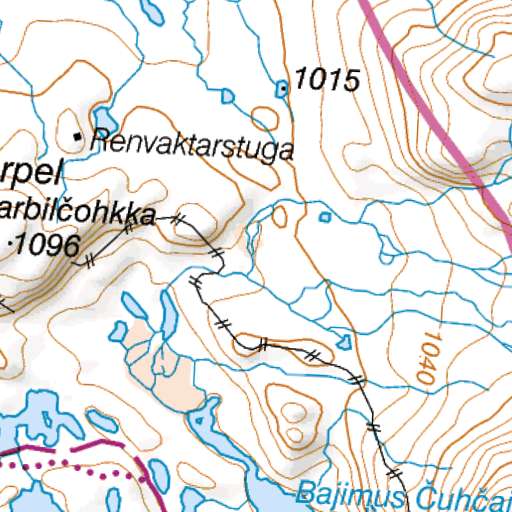 1015
Renvaktarstuga
rpel
arbilčohkka
·1096
1040
Bajimus Čuhčaj